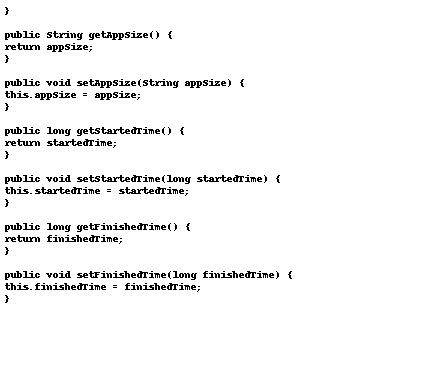 }
public String getAppSize() {
return appSize;
}
public void setAppSize(String appSize) {
this.appSize = appSize;
}
public long getStartedTime() {
return startedTime;
}
public void setStartedTime(long startedTime) {
this.startedTime = startedTime;
}
public long getFinishedTime() {
return finishedTime;
}
public void setFinishedTime(long finishedTime) {
this.finishedTime = finishedTime;
}